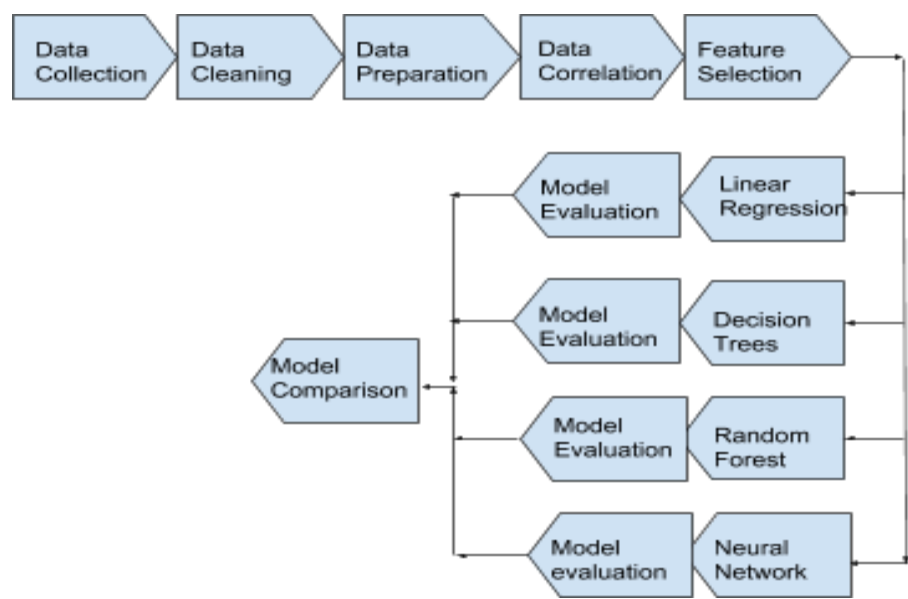 Data
Collection
Data
Cleaning
Data
Preparation
Data
Correlation
Feature
Selection
Model
Evaluation
Linear
Regression
Model
Evaluation
Decision
Trees
Model
Comparison
Model
Evaluation
Random
Forest
Model
evaluation
Neural
Network